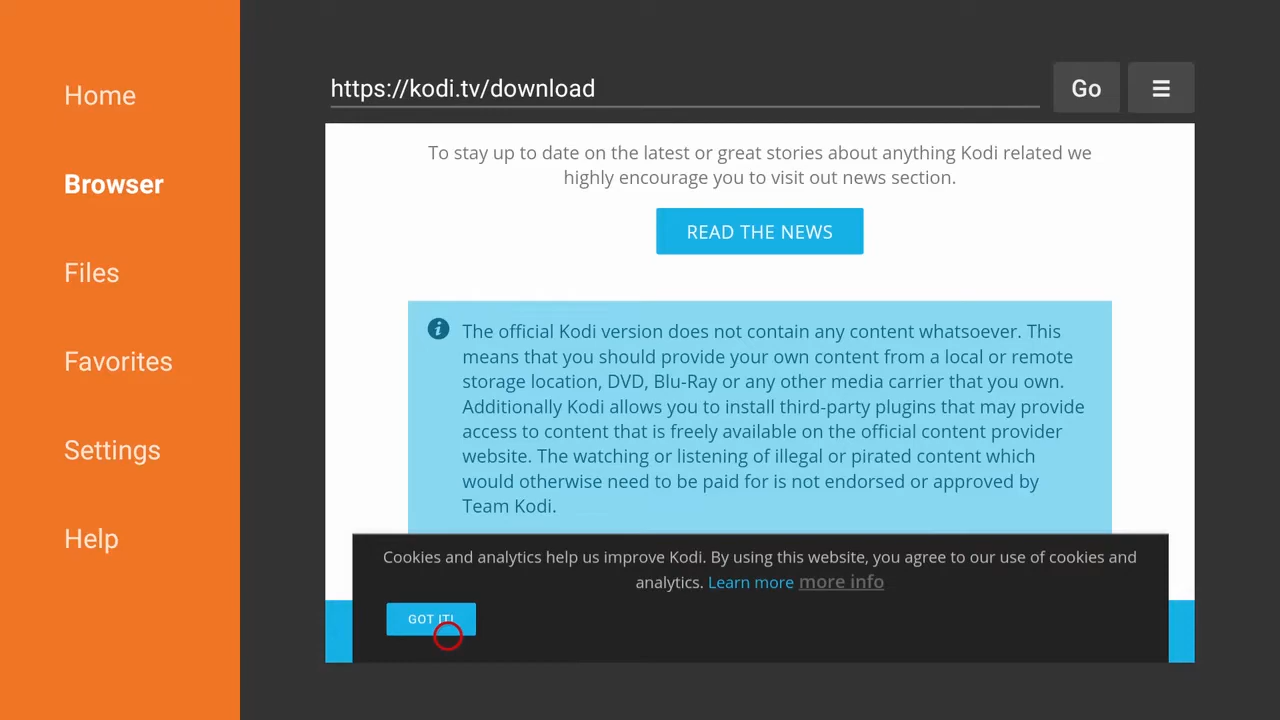 Home
Browser
Files
Favorites
Settings
Help
https://kodi.tv/download
Go
To stay up to date on the latest or great stories about anything Kodi related we
highly encourage you to visit out news section.
READ THE NEWS
The official Kodi version does not contain any content whatsoever. This
means that you should provide your own content from a local or remote
storage location, DVD, Blu-Ray or any other media carrier that you own.
Additionally Kodi allows you to install third-party plugins that may provide
access to content that is freely available on the official content provider
website. The watching or listening of illegal or pirated content which
would otherwise need to be paid for is not endorsed or approved by
Team Kodi.
Cookies and analytics help us improve Kodi. By using this website, you agree to our use of cookies and
analytics. Learn more more info
GOT IT!